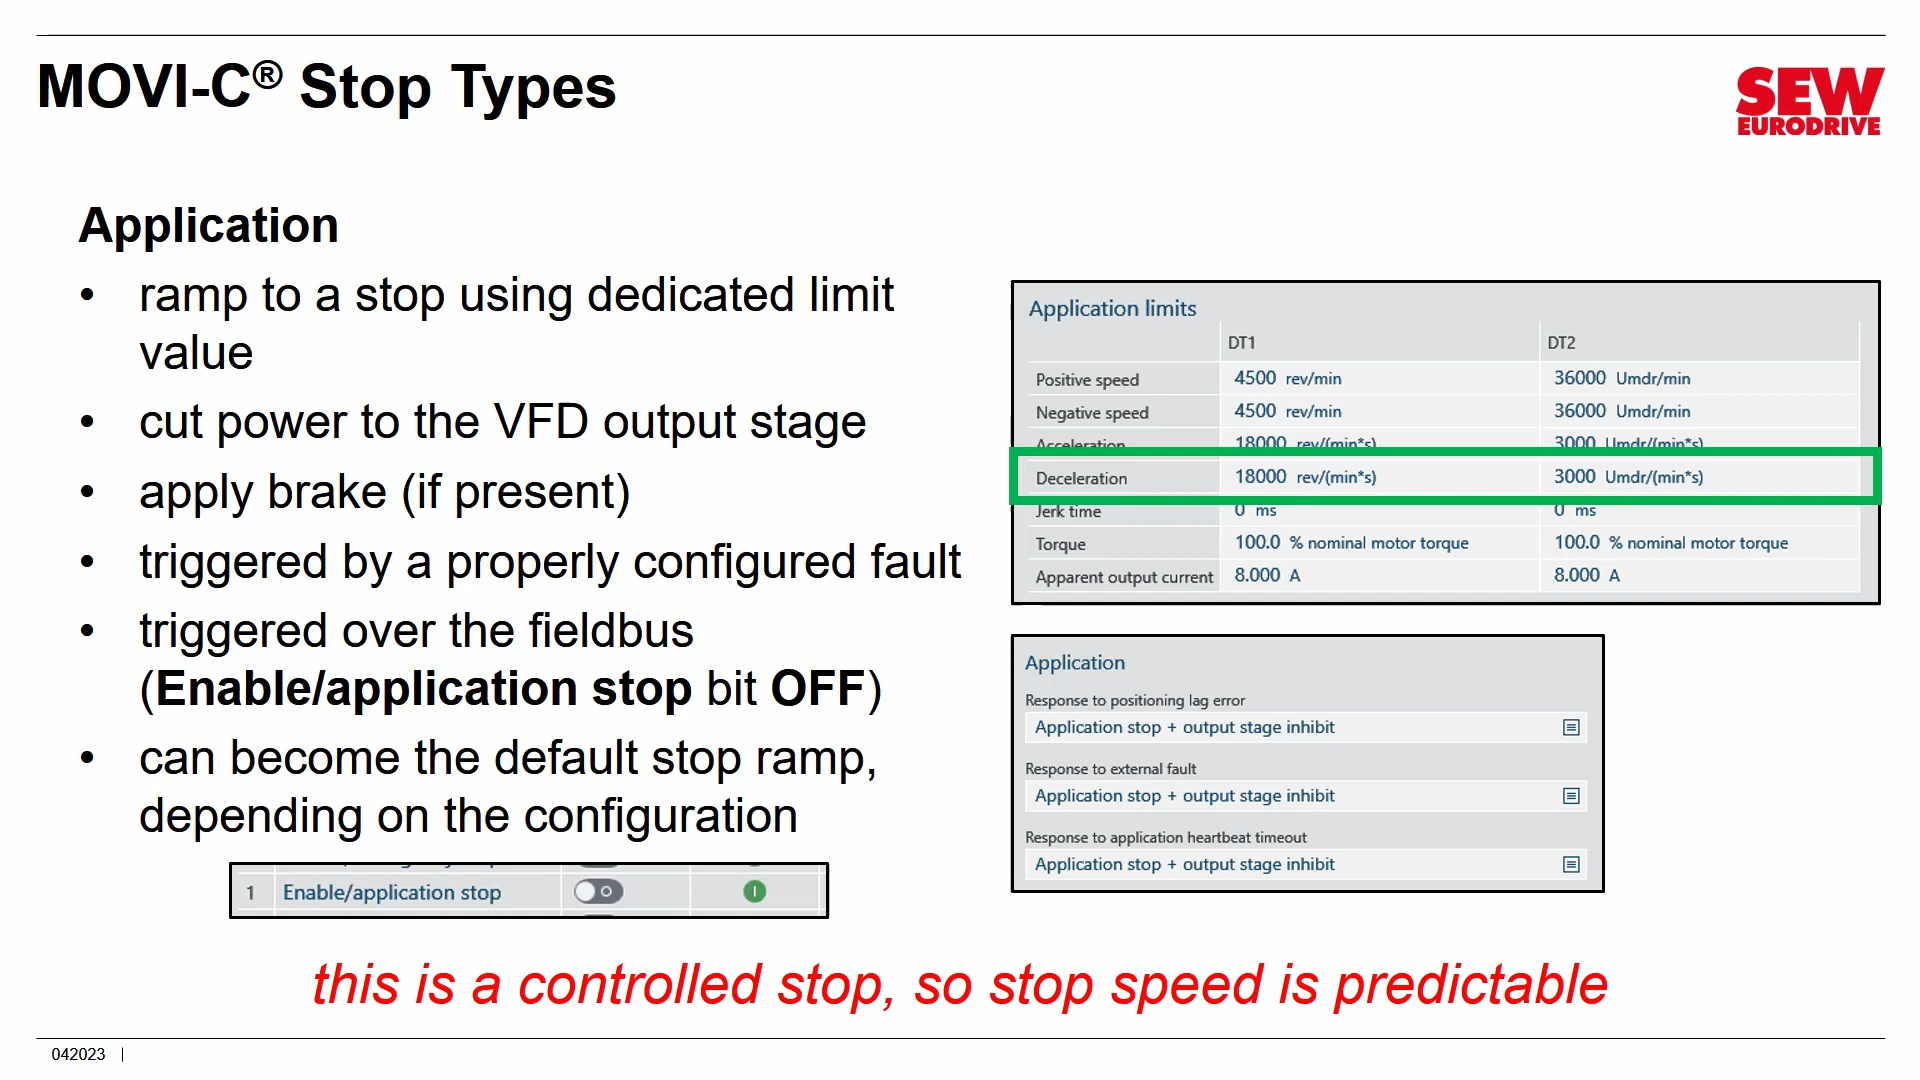 MOVI-C® Stop Types
SEW
EURODRIVE
Application
• ramp to a stop using dedicated limit
value
• cut power to the VFD output stage
• apply brake (if present)
• triggered by a properly configured fault
• triggered over the fieldbus
(Enable/application stop bit OFF)
• can become the default stop ramp,
depending on the configuration
1 Enable/application stop
Application limits
DT1 DT2
Positive speed 4500 rev/min 36000 Umdr/min
Negative speed 4500 rev/min 36000 Umdr/min
Acceleration 18000 rev/(min*s) 3000 Umdr/(min*s)
Deceleration 18000 rev/(min*s) 3000 Umdr/(min*s)
Jerk time 0 ms 0 ms
Torque 100.0 % nominal motor torque 100.0 % nominal motor torque
Apparent output current 8.000 A 8.000 A
Application
Response to positioning lag error
Application stop + output stage inhibit
Response to external fault
Application stop + output stage inhibit
Response to application heartbeat timeout
Application stop + output stage inhibit
this is a controlled stop, so stop speed is predictable
042023 |